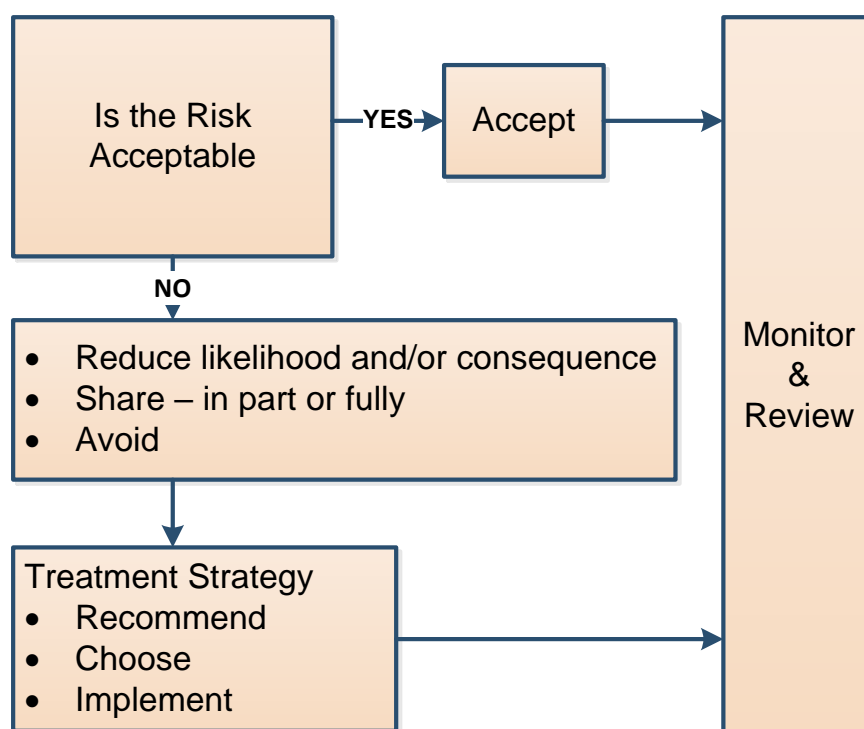 Is the Risk
Acceptable
YES
Accept
NO
• Reduce likelihood and/or consequence
• Share – in part or fully
• Avoid
Treatment Strategy
• Recommend
• Choose
• Implement
Monitor
&
Review